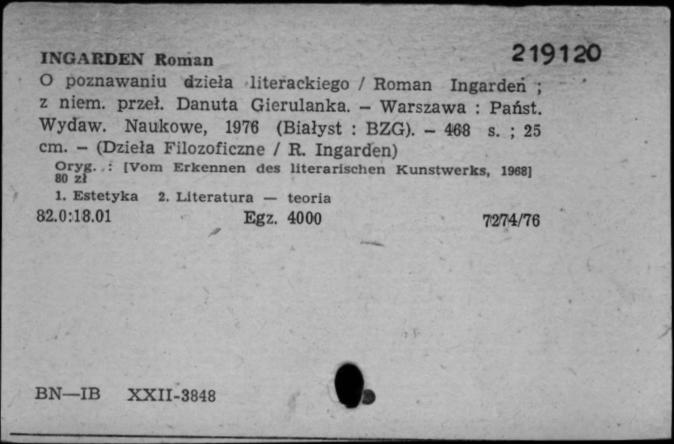 219120
INGARDEN Roman
O poznawaniu dzieła literackiego / Roman Ingarden ;
z niem. przeł. Danuta Gierulanka. — Warszawa : Państ.
Wydaw. Naukowe, 1976 (Białyst : BZG). — 468 s. ; 25
cm. — (Dzieła Filozoficzne / R. Ingarden)
Oryg. : [Vom Erkennen des literarischen Kunstwerks, 1968]
80 zł
1. Estetyka 2. Literatura — teoria
82.0:18.01 Egz. 4000 7274/76
BN—IB XXII-3848